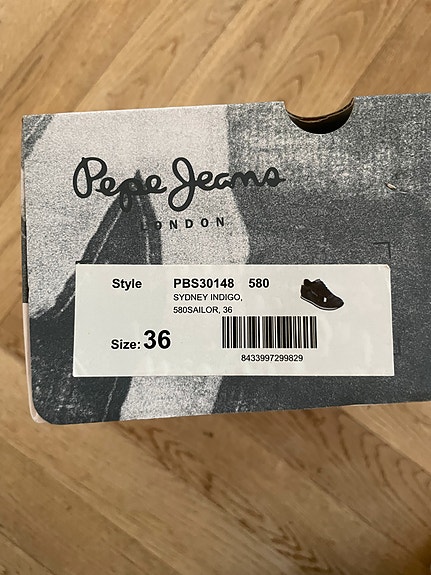 Pepe Jeans
LONDON
Style PBS30148 580
SYDNEY INDIGO,
580SAILOR, 36
Size: 36
8433997299829